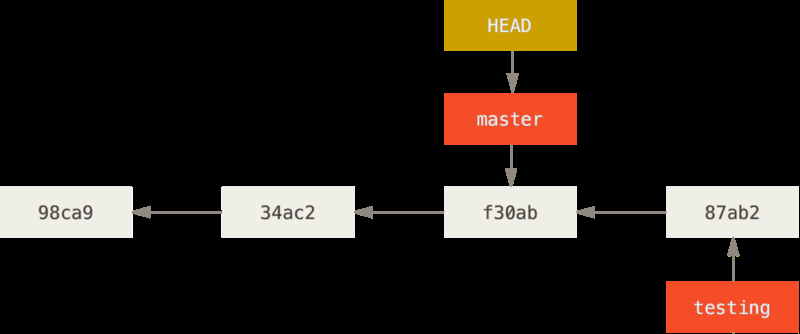 HEAD
master
98ca9
34ac2
f30ab
87ab2
testing